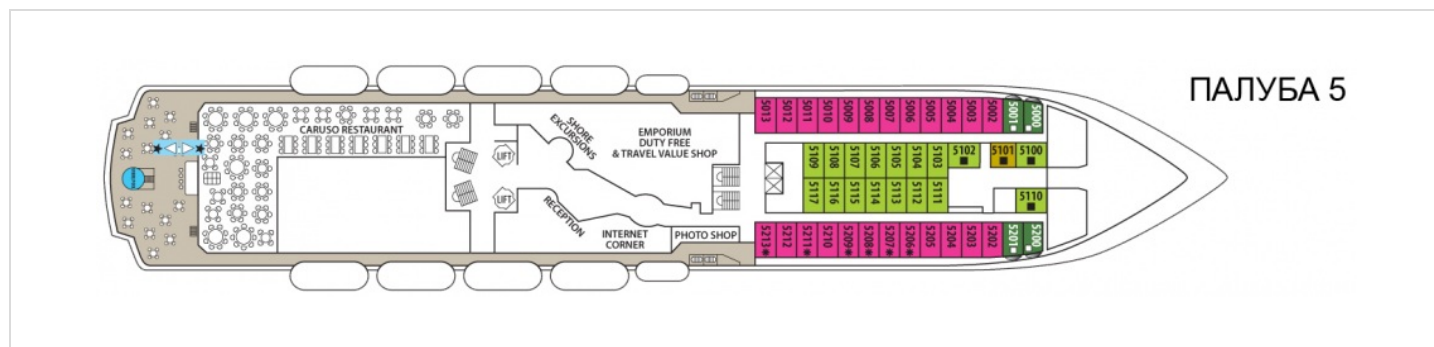 ПАЛУБА 5
CARUSO RESTAURANT
LIFT
LIFT
SHORE
EXCURSIONS
EMPORIUM
DUTY FREE
& TRAVEL VALUE SHOP
RECEPTION
INTERNET
CORNER
PHOTO SHOP
5013 5012 5011 5010 5009 5008 5007 5006 5005 5004 5003 5002 5001 5000
5109 5108 5107 5106 5105 5104 5103 5102 5101 5100
5117 5116 5115 5114 5113 5112 5111 5110
5213 5212 5211 5210 5209 5208 5207 5206 5205 5204 5203 5202 5201 5200